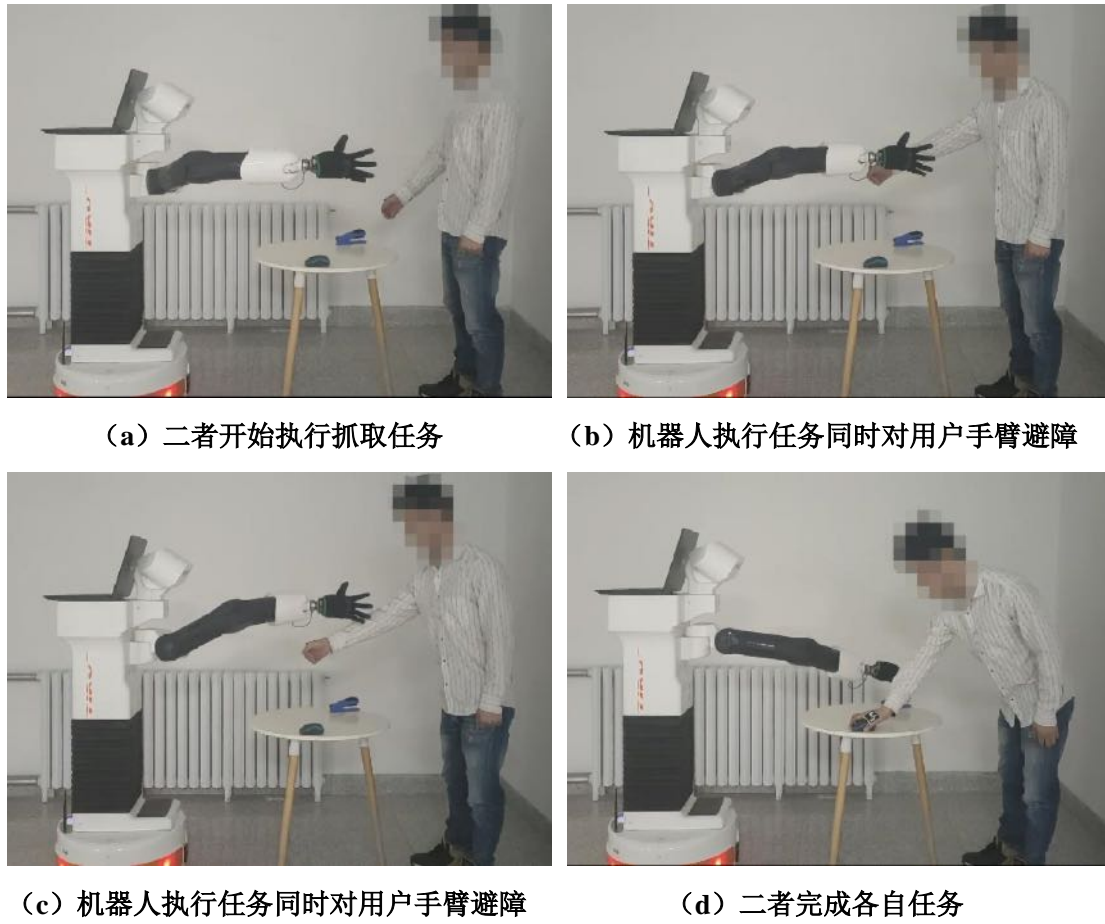 （a）二者开始执行抓取任务
（b）机器人执行任务同时对用户手臂避障
（c）机器人执行任务同时对用户手臂避障
（d）二者完成各自任务